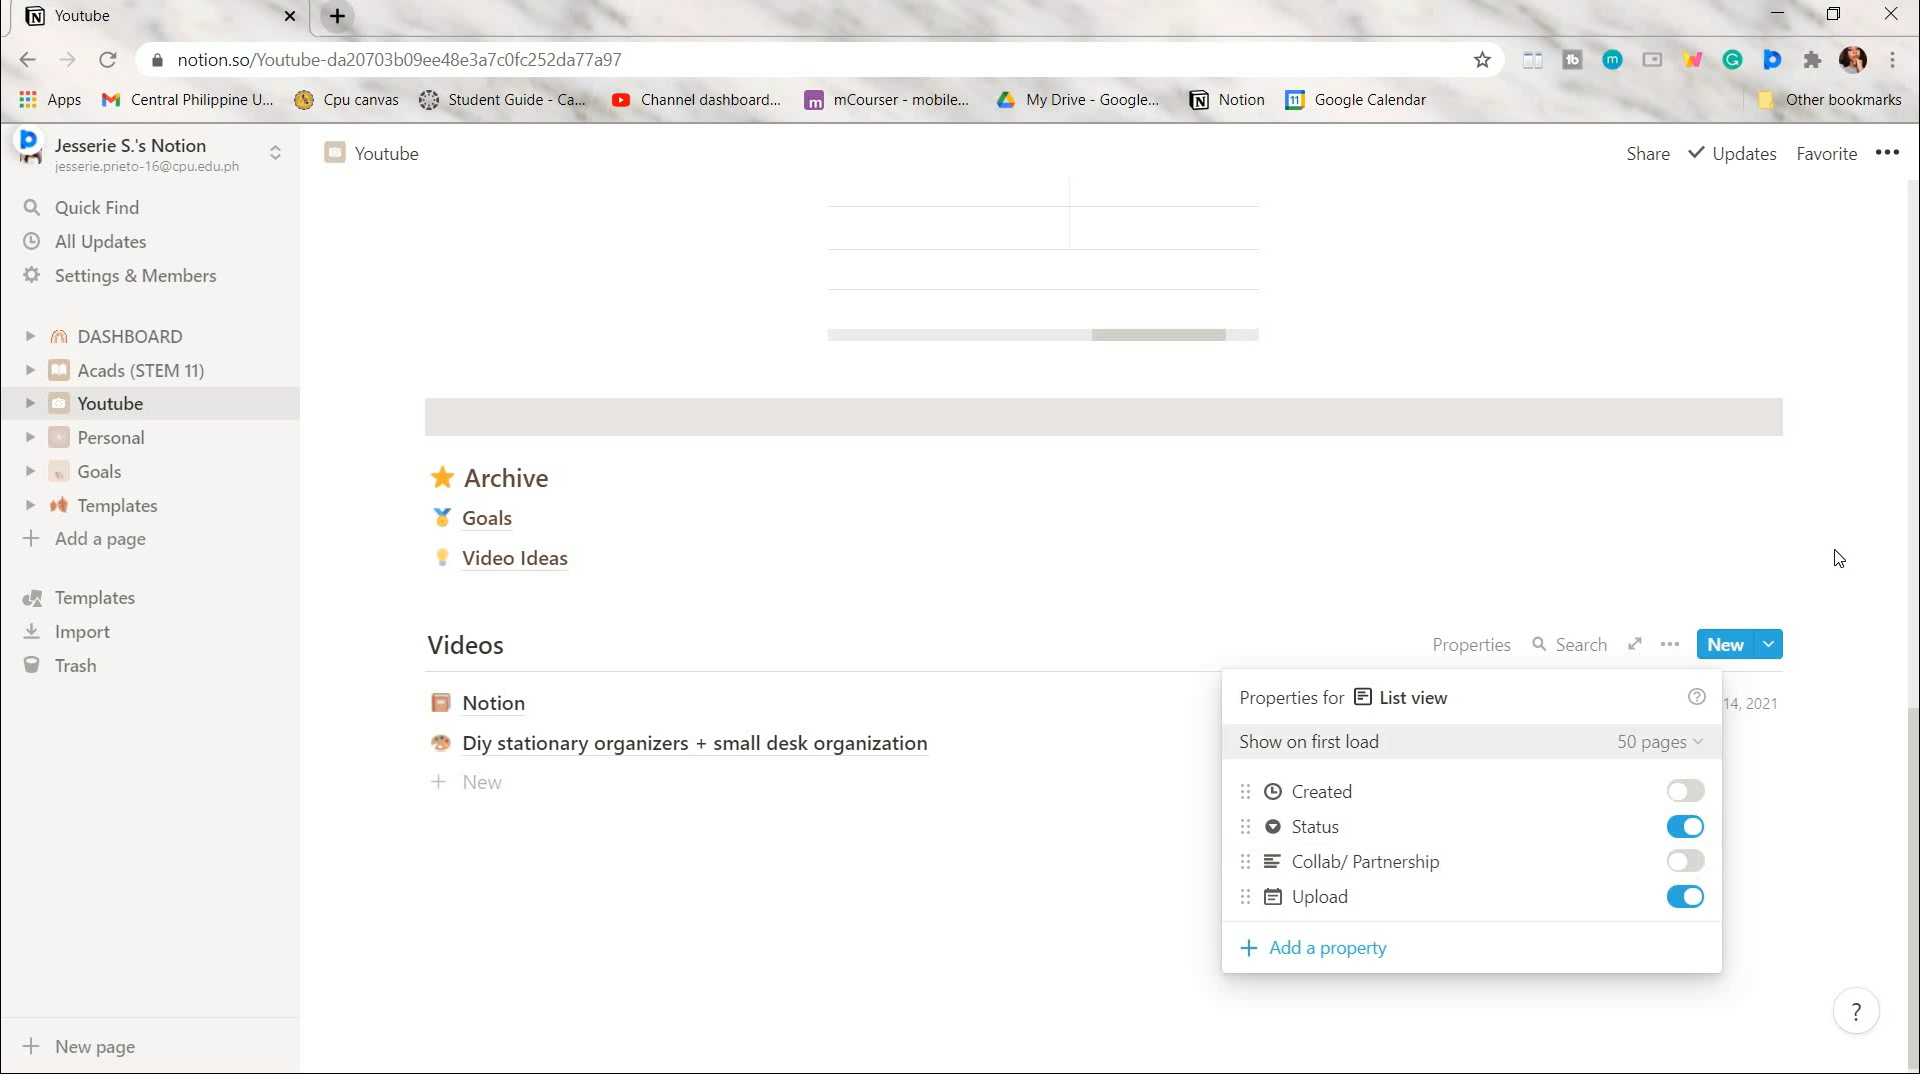 Youtube
notion.so/Youtube-da20703b09ee48e3a7c0fc252da77a97
Apps
Central Philippine U...
Cpu canvas
Student Guide - Ca...
Channel dashboard...
mCourser - mobile...
My Drive - Google...
Notion
Google Calendar
Other bookmarks
Jesserie S.'s Notion
jesserie.prieto-16@cpu.edu.ph
Youtube
Share
Updates
Favorite
Quick Find
All Updates
Settings & Members
DASHBOARD
Acads (STEM 11)
Youtube
Personal
Goals
Templates
Add a page
Templates
Import
Trash
New page
Archive
Goals
Video Ideas
Videos
Properties
Search
New
Notion
14, 2021
Diy stationary organizers + small desk organization
New
Properties for List view
Show on first load
50 pages
Created
Status
Collab/ Partnership
Upload
Add a property
?